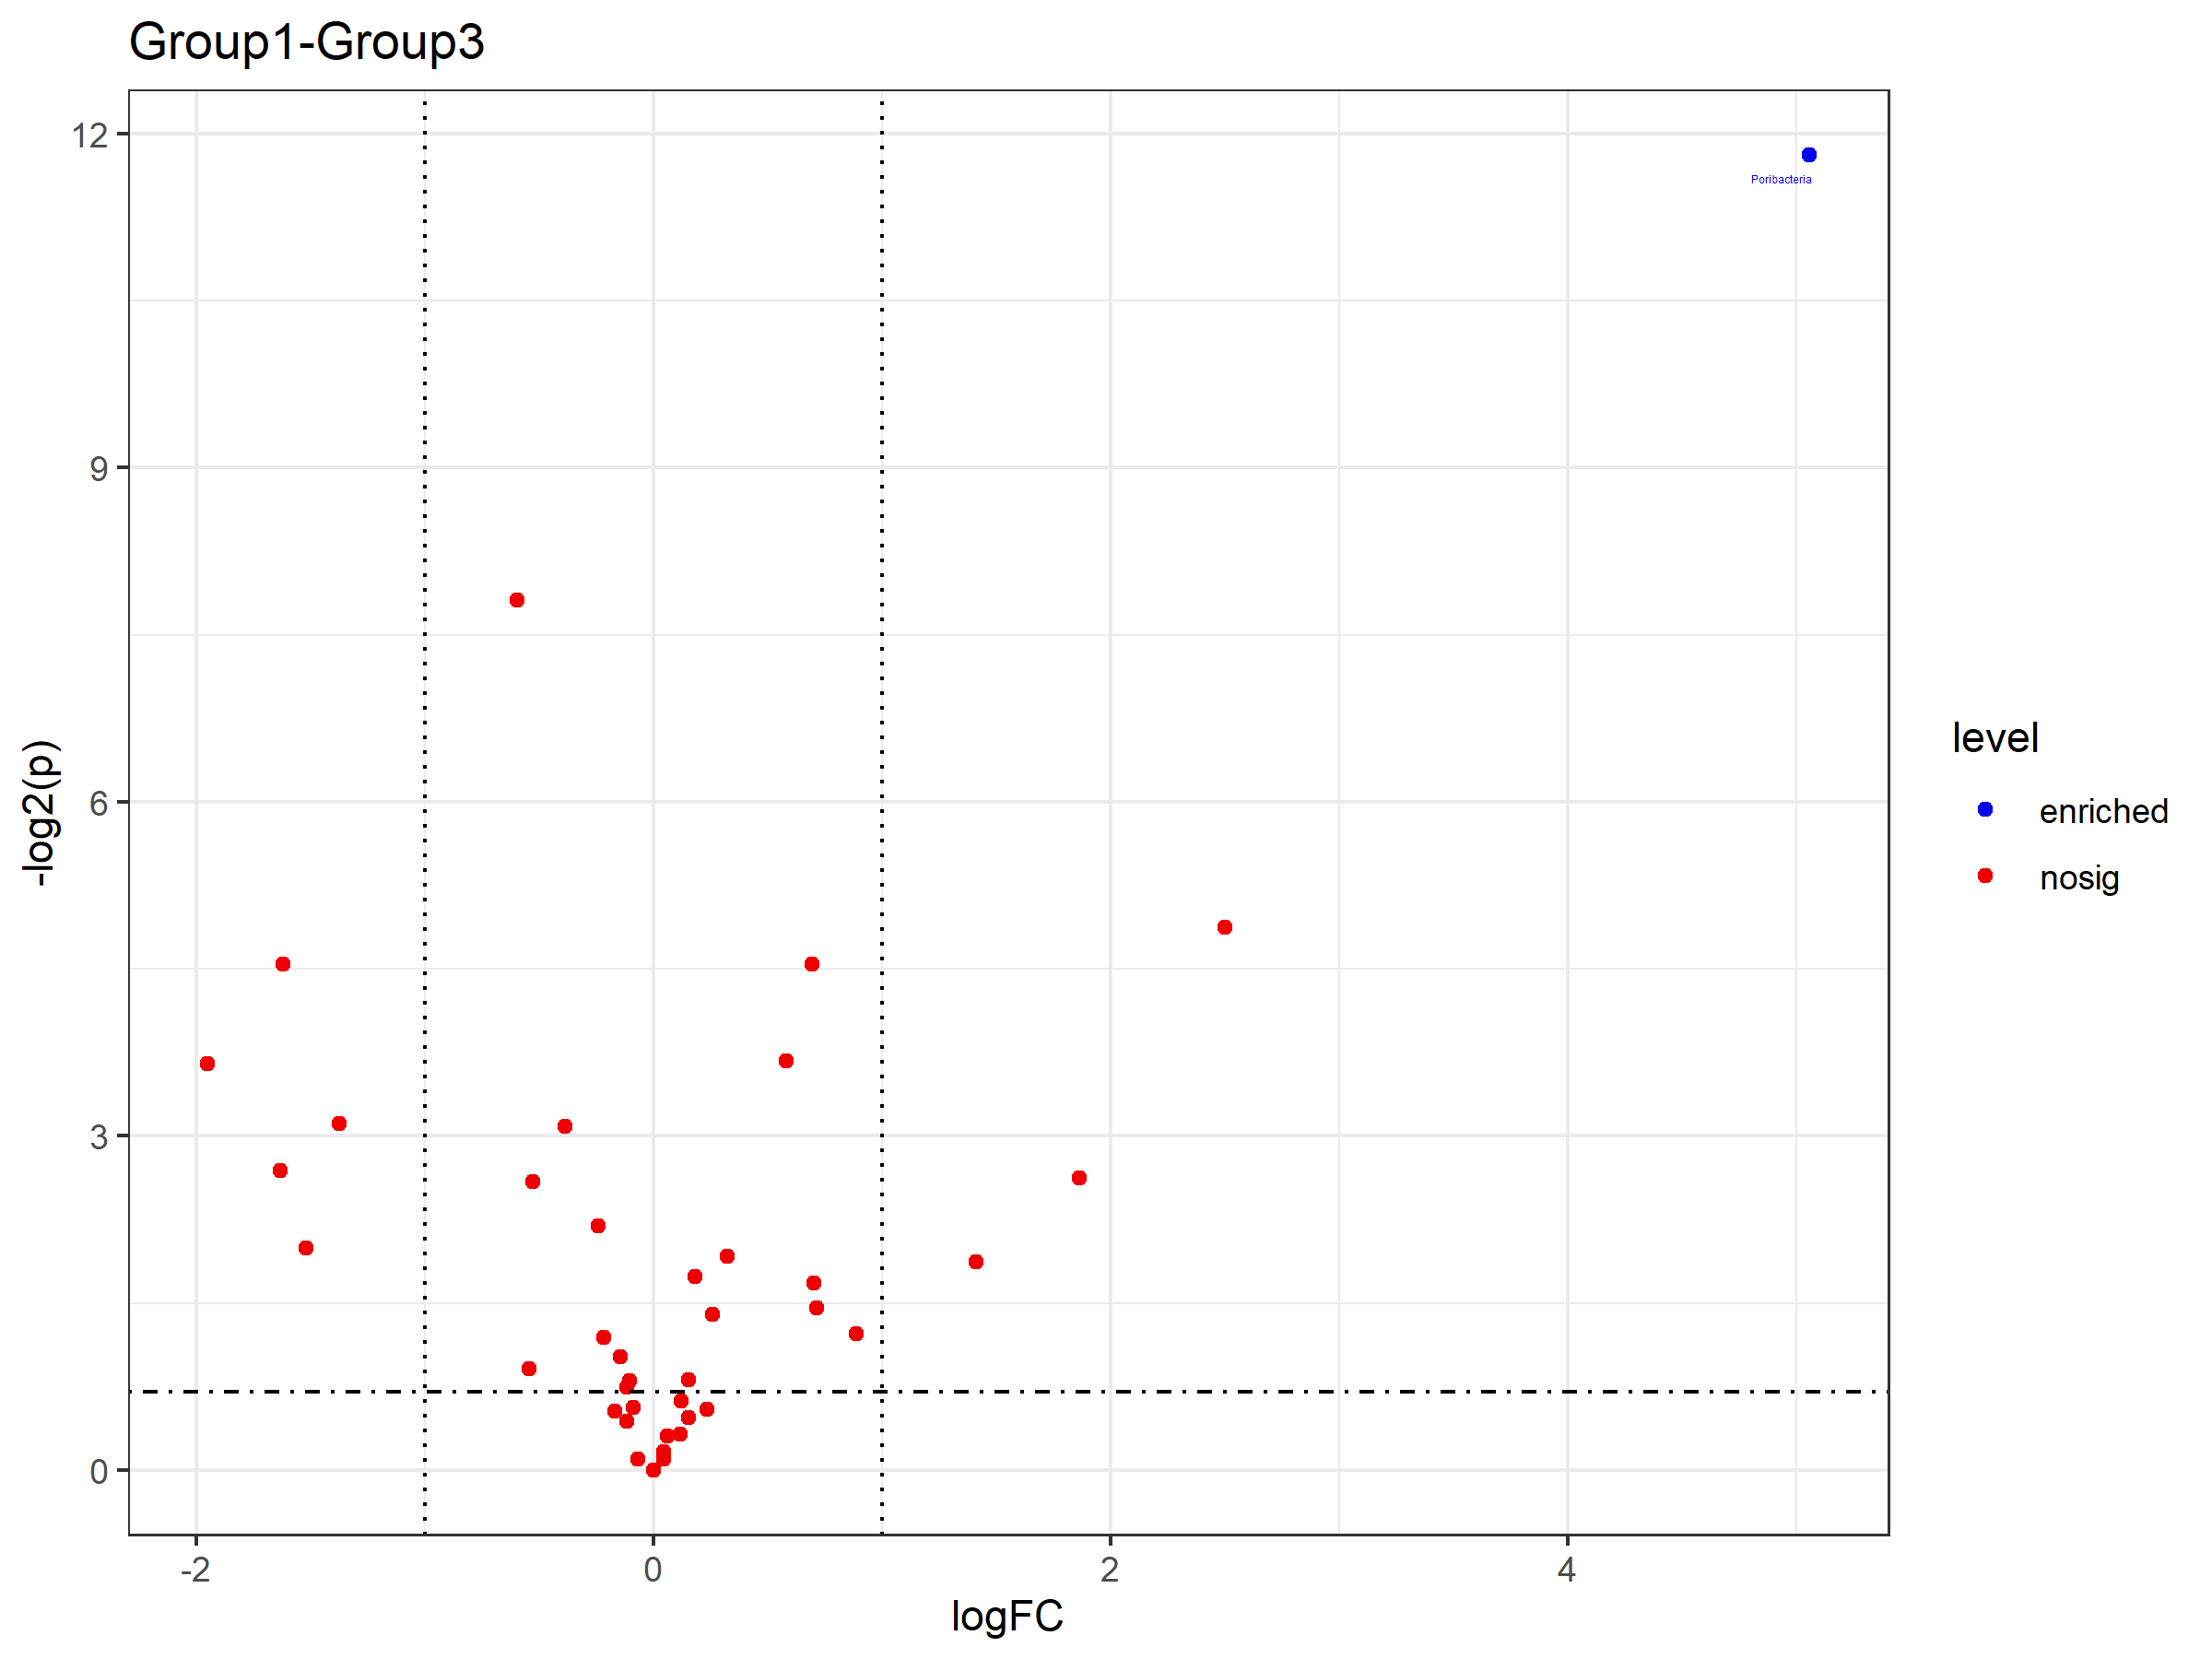 Group1-Group3
12
9
6
3
0
-log2(p)
Poribacteria
-2
0
2
4
logFC
level
enriched
nosig